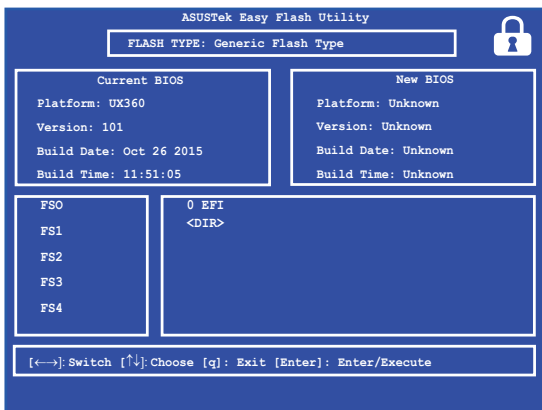 ASUSTek Easy Flash Utility
FLASH TYPE: Generic Flash Type
Current BIOS
Platform: UX360
Version: 101
Build Date: Oct 26 2015
Build Time: 11:51:05
New BIOS
Platform: Unknown
Version: Unknown
Build Date: Unknown
Build Time: Unknown
FSO
FS1
FS2
FS3
FS4
0 EFI
<DIR>
[←→]: Switch [↑↓]: Choose [q]: Exit [Enter]: Enter/Execute